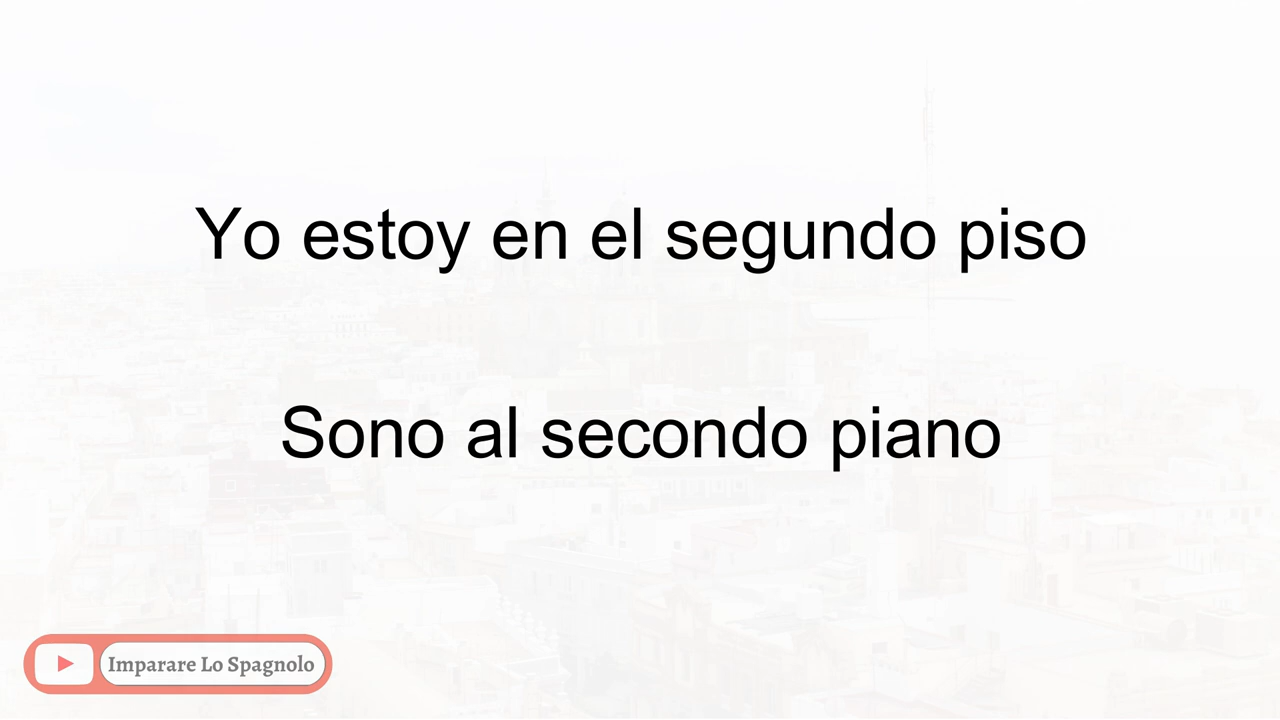 Yo estoy en el segundo piso
Sono al secondo piano
Imparare Lo Spagnolo